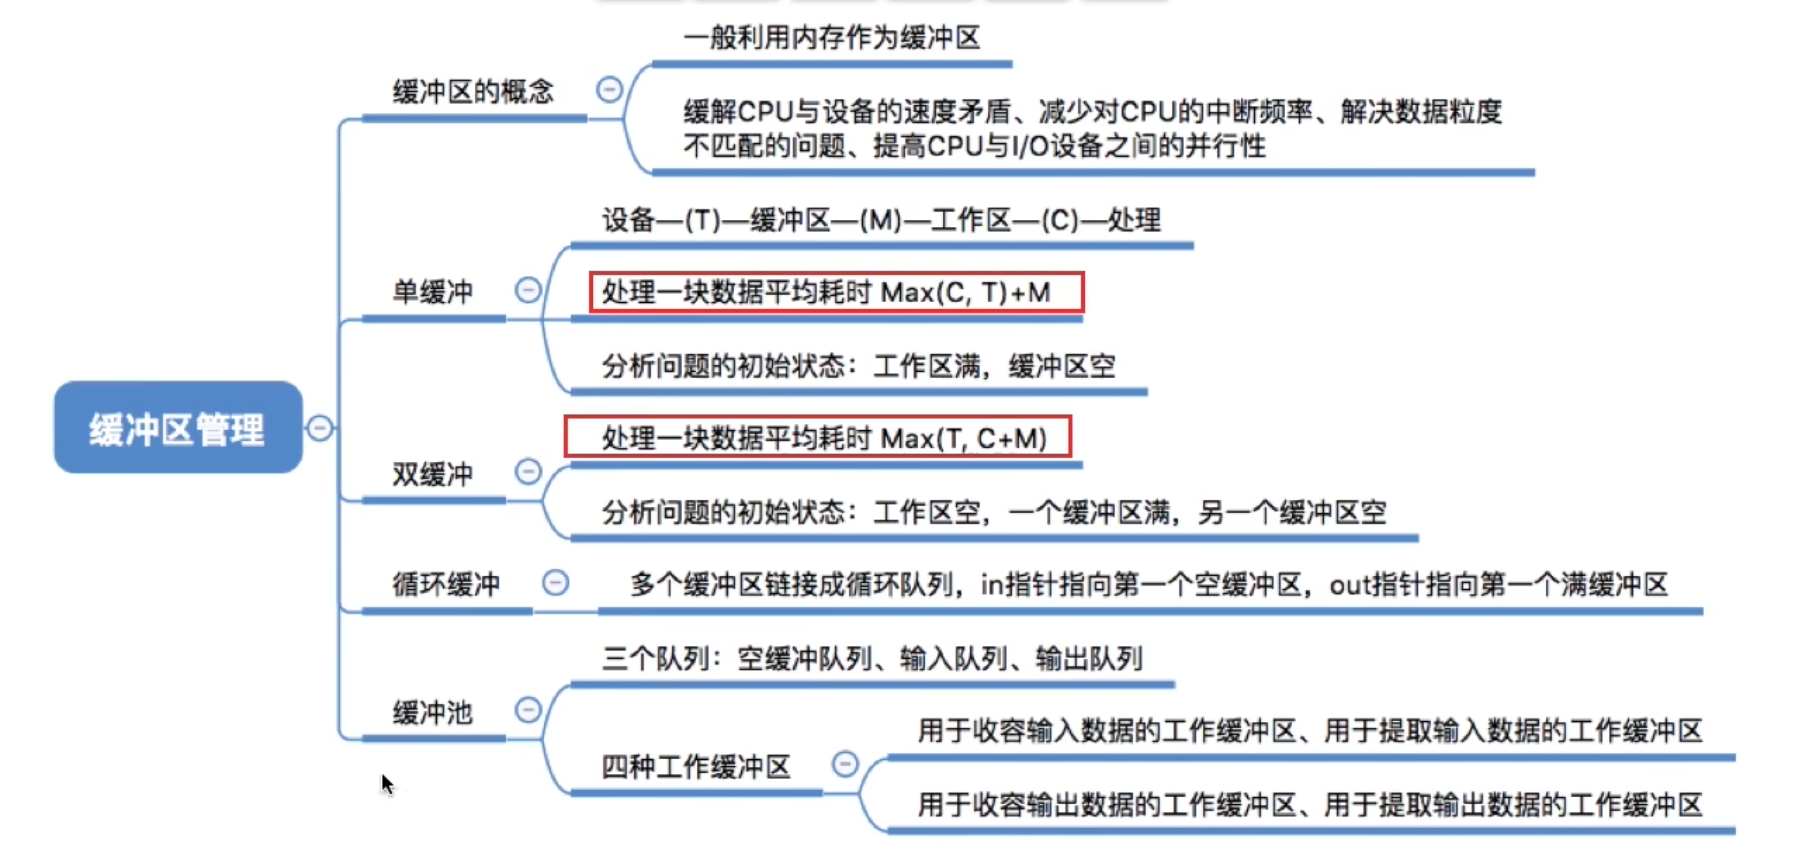 一般利用内存作为缓冲区
缓冲区的概念
缓解CPU与设备的速度矛盾、减少对CPU的中断频率、解决数据粒度
不匹配的问题、提高CPU与I/O设备之间的并行性
设备—(T)—缓冲区—(M)—工作区—(C)—处理
单缓冲
处理一块数据平均耗时 Max(C, T)+M
分析问题的初始状态：工作区满，缓冲区空
缓冲区管理
处理一块数据平均耗时 Max(T, C+M)
双缓冲
分析问题的初始状态：工作区空，一个缓冲区满，另一个缓冲区空
循环缓冲
多个缓冲区链接成循环队列，in指针指向第一个空缓冲区，out指针指向第一个满缓冲区
三个队列：空缓冲队列、输入队列、输出队列
缓冲池
四种工作缓冲区
用于收容输入数据的工作缓冲区、用于提取输入数据的工作缓冲区
用于收容输出数据的工作缓冲区、用于提取输出数据的工作缓冲区